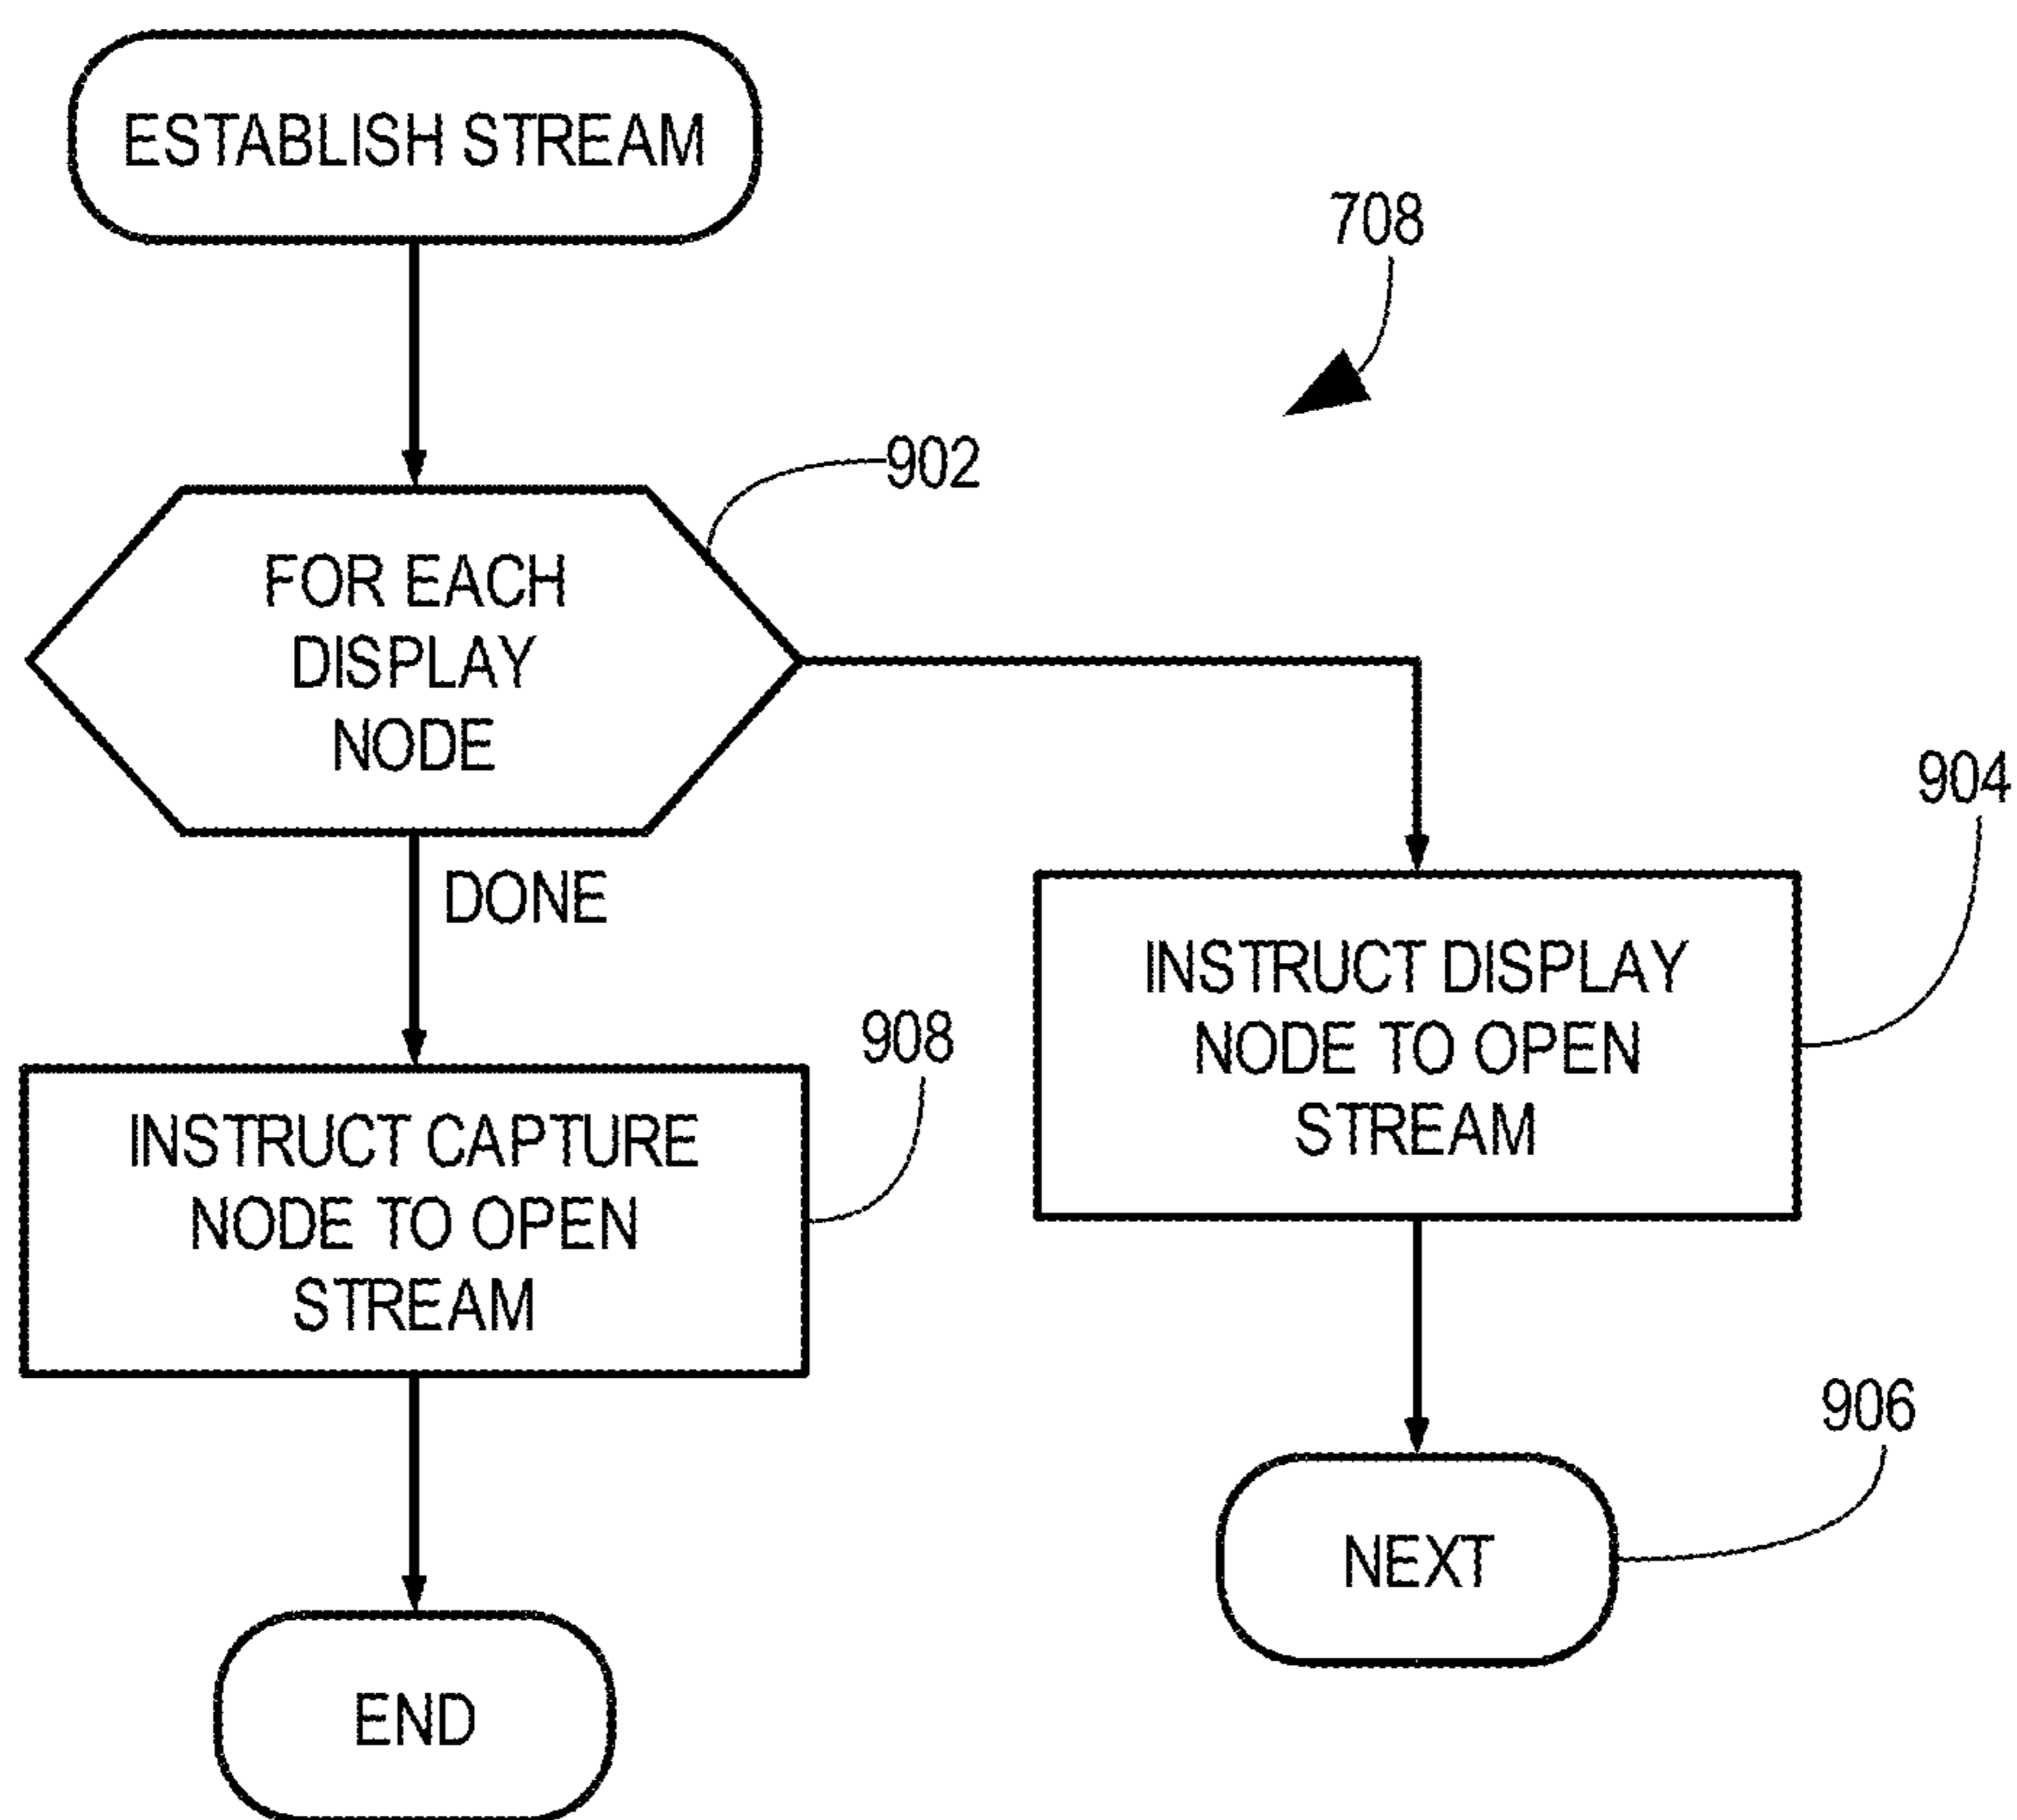 ESTABLISH STREAM
708
902
FOR EACH
DISPLAY
NODE
904
DONE
INSTRUCT DISPLAY
NODE TO OPEN
STREAM
908
INSTRUCT CAPTURE
NODE TO OPEN
STREAM
906
NEXT
END